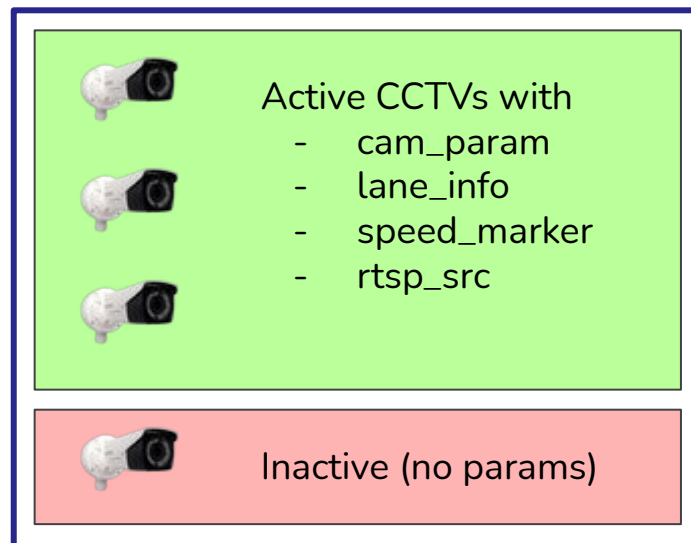 Active CCTVs with
- cam_param
- lane_info
- speed_marker
- rtsp_src
Inactive (no params)